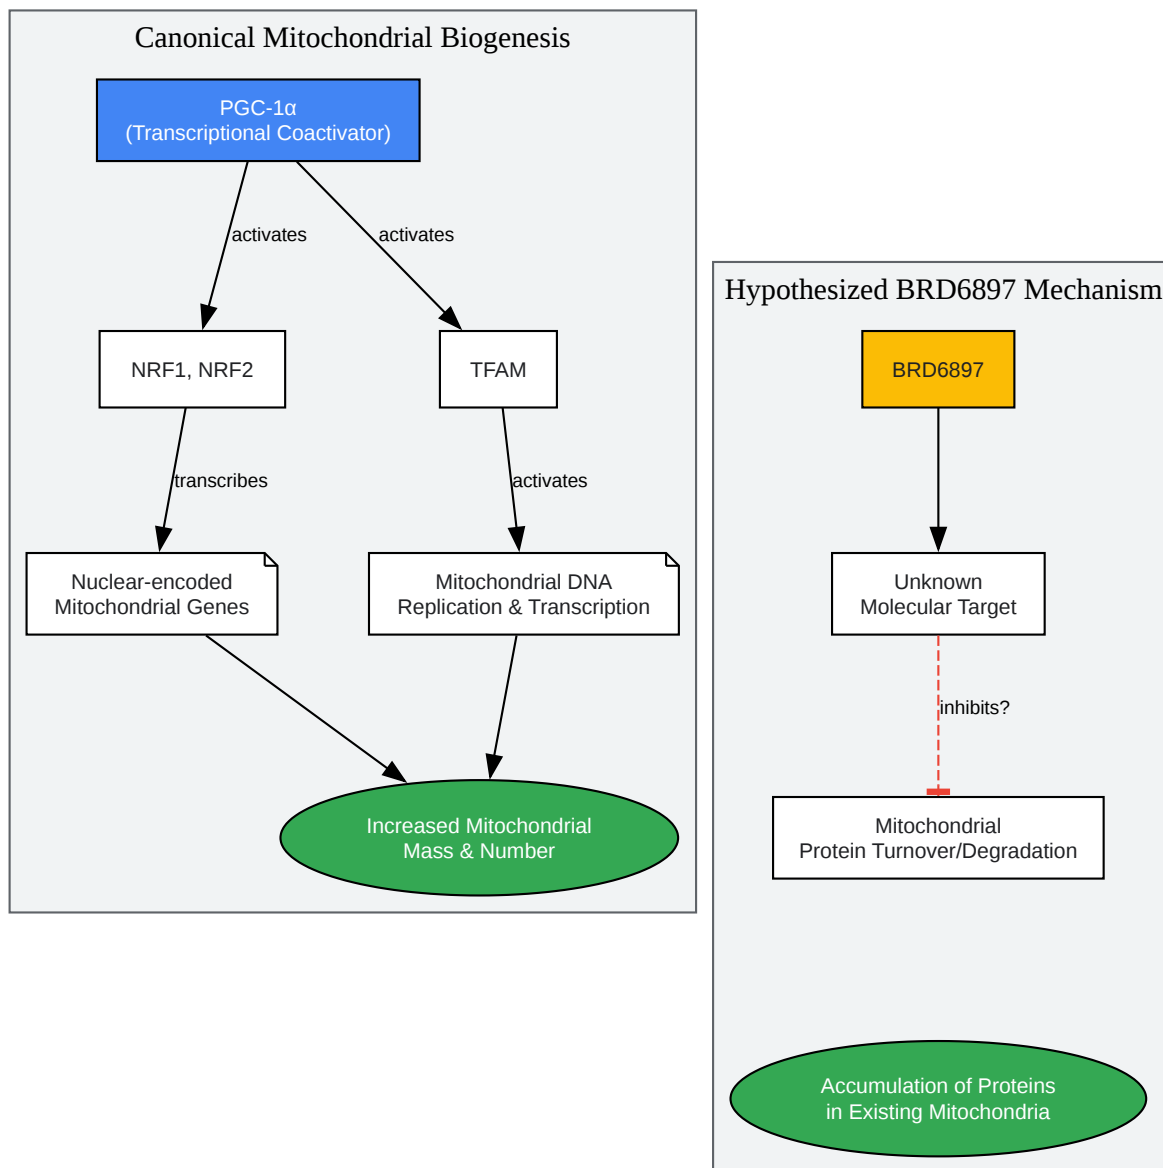 Canonical Mitochondrial Biogenesis
PGC-1α
(Transcriptional Coactivator)
activates
activates
NRF1, NRF2
TFAM
transcribes
activates
Nuclear-encoded
Mitochondrial Genes
Mitochondrial DNA
Replication & Transcription
Increased Mitochondrial
Mass & Number
Hypothesized BRD6897 Mechanism
BRD6897
Unknown
Molecular Target
inhibits?
Mitochondrial
Protein Turnover/Degradation
Accumulation of Proteins
in Existing Mitochondria